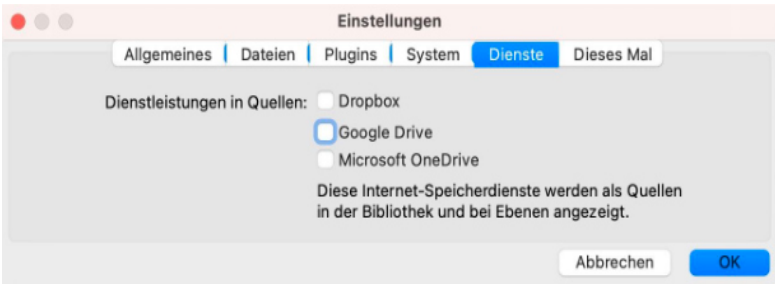 Einstellungen
Allgemeines Dateien Plugins System Dienste Dieses Mal
Dienstleistungen in Quellen: Dropbox
Google Drive
Microsoft OneDrive
Diese Internet-Speicherdienste werden als Quellen
in der Bibliothek und bei Ebenen angezeigt.
Abbrechen OK